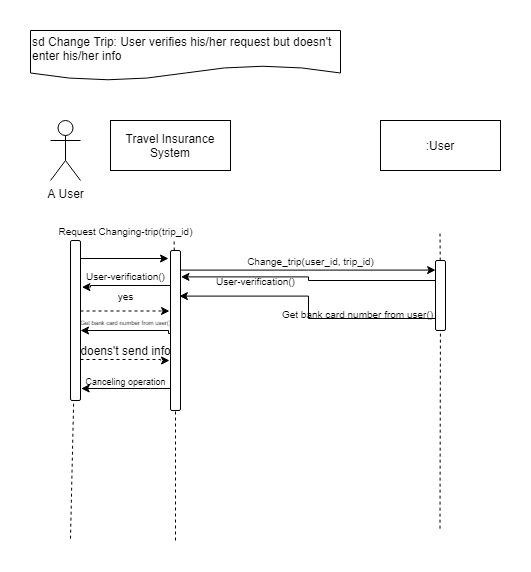 sd Change Trip: User verifies his/her request but doesn't
enter his/her info
Travel Insurance
System
:User
A User
Request Changing-trip(trip_id)
Change_trip(user_id, trip_id)
User-verification()
User-verification()
yes
Get bank card number from user()
Get bank card number from user()
doens't send info
Canceling operation